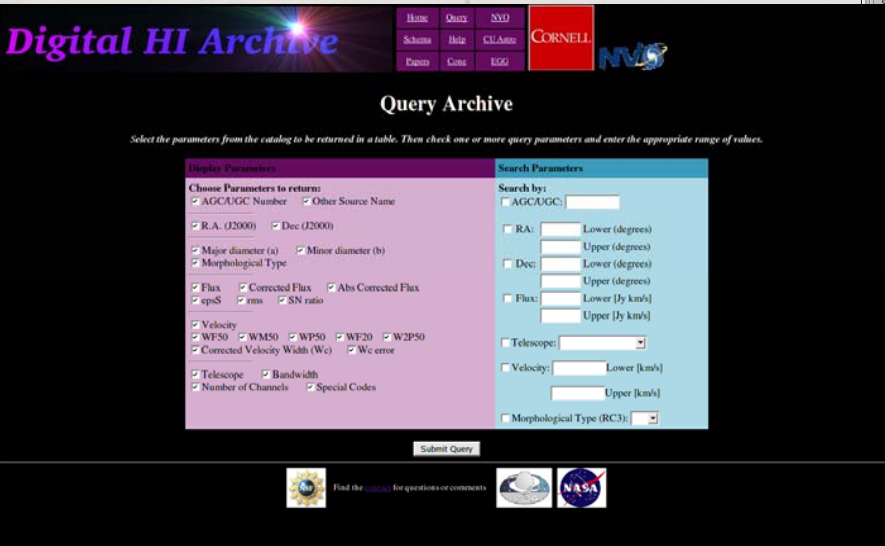 Digital HI Archive
Home Query NVO
Schema Help CU Astro
Papers Cone EGG
CORNELL
NVO
Query Archive
Select the parameters from the catalog to be returned in a table. Then check one or more query parameters and enter the appropriate range of values.
Display Parameters
Choose Parameters to return:
AGC/UGC Number Other Source Name
R.A. (J2000) Dec (J2000)
Major diameter (a) Minor diameter (b)
Morphological Type
Flux Corrected Flux Abs Corrected Flux
epsS rms SN ratio
Velocity
WF50 WM50 WP50 WF20 W2P50
Corrected Velocity Width (Wc) Wc error
Telescope Bandwidth
Number of Channels Special Codes
Search Parameters
Search by:
AGC/UGC:
RA: Lower (degrees)
Upper (degrees)
Dec: Lower (degrees)
Upper (degrees)
Flux: Lower [Jy km/s]
Upper [Jy km/s]
Telescope:
Velocity: Lower [km/s]
Upper [km/s]
Morphological Type (RC3):
Submit Query
NSF
Find the contact for questions or comments
NASA